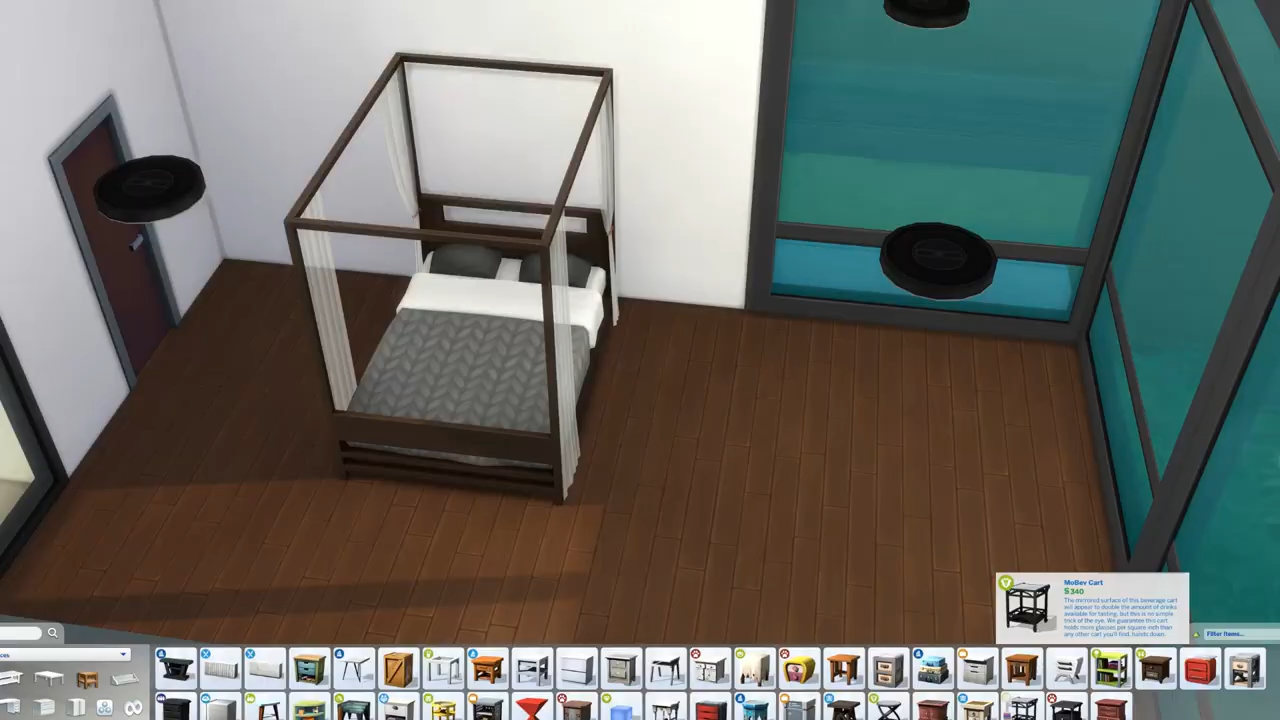 MoBev Cart
$340
The mirrored surface of this beverage cart
will appear to double the amount of drinks
available for tasting, but this is no simple
trick of the eye. We guarantee this cart
holds more glasses per square inch than
any other cart you'll find, hands down.
Filter Items...
ces